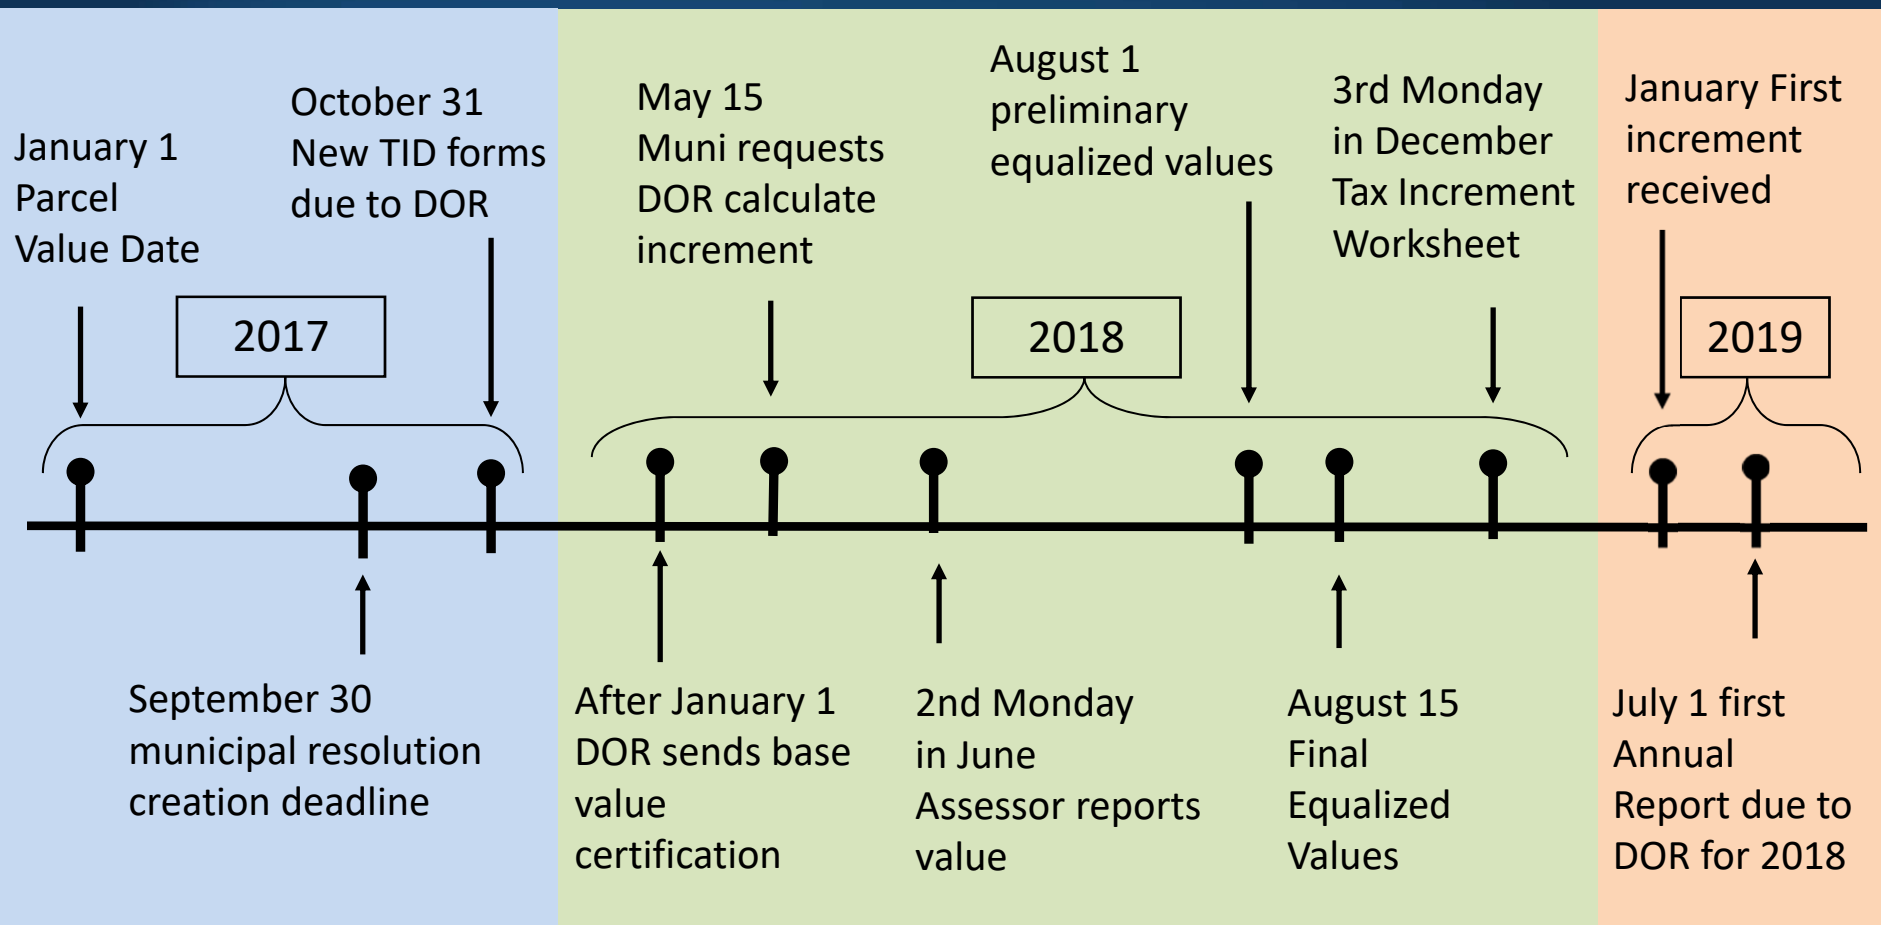 January 1
Parcel
Value Date
October 31
New TID forms
due to DOR
2017
September 30
municipal resolution
creation deadline
May 15
Muni requests
DOR calculate
increment
August 1
preliminary
equalized values
3rd Monday
in December
Tax Increment
Worksheet
2018
After January 1
DOR sends base
value
certification
2nd Monday
in June
Assessor reports
value
August 15
Final
Equalized
Values
January First
increment
received
2019
July 1 first
Annual
Report due to
DOR for 2018